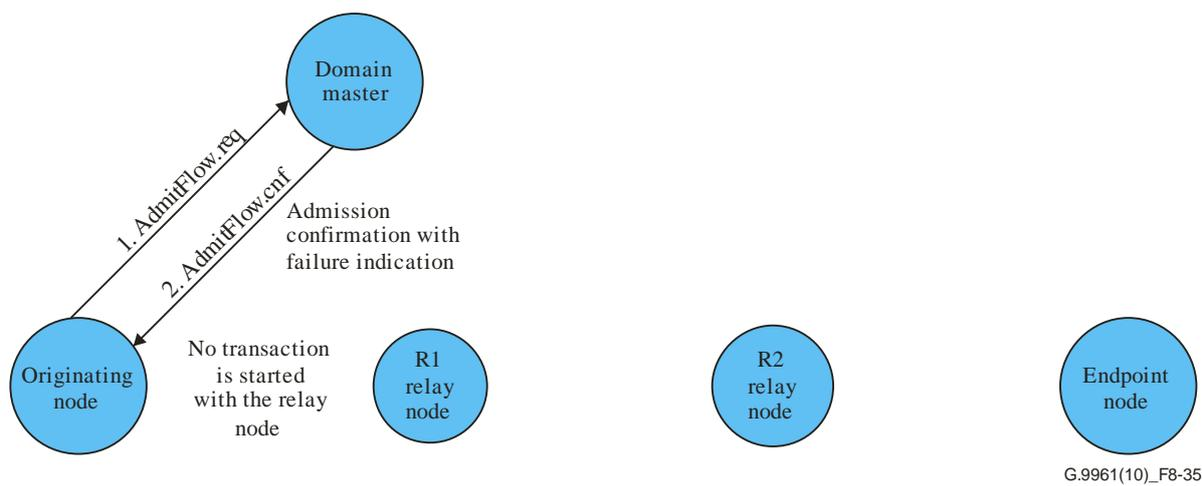 Domain
master
1. AdmitFlow.req
2. AdmitFlow.cnf
Admission
confirmation with
failure indication
Originating
node
No transaction
is started
with the relay
node
R1
relay
node
R2
relay
node
Endpoint
node
G.9961(10)_F8-35